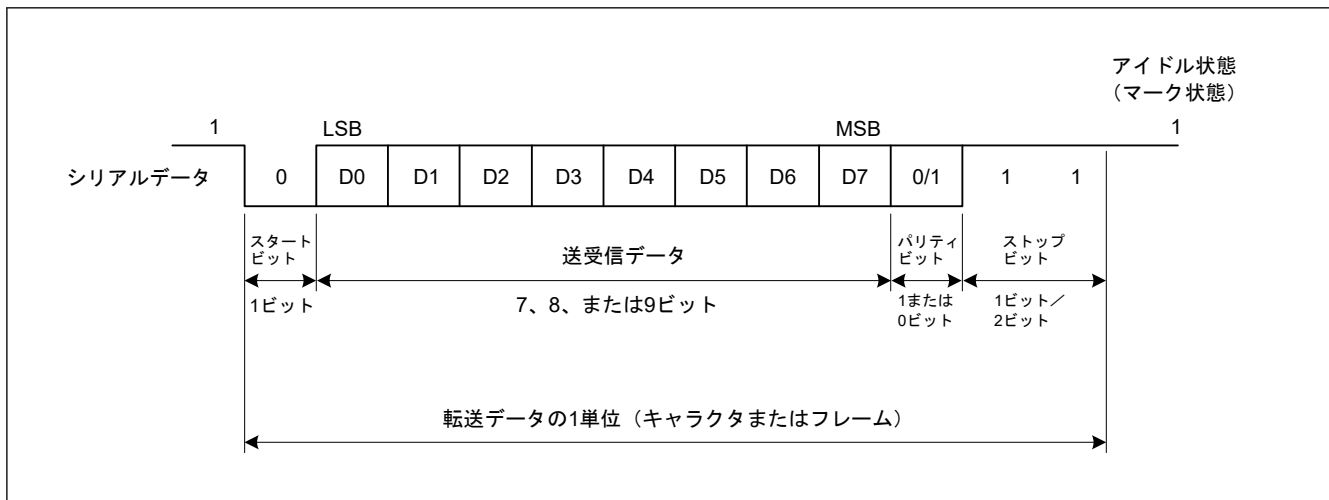 アイドル状態
（マーク状態）
1 LSB MSB 1
シリアルデータ 0 D0 D1 D2 D3 D4 D5 D6 D7 0/1 1 1
スタート
ビット
送受信データ
パリティ
ビット
ストップ
ビット
1ビット
7、8、または9ビット
1または
0ビット
1ビット／
2ビット
転送データの1単位（キャラクタまたはフレーム）